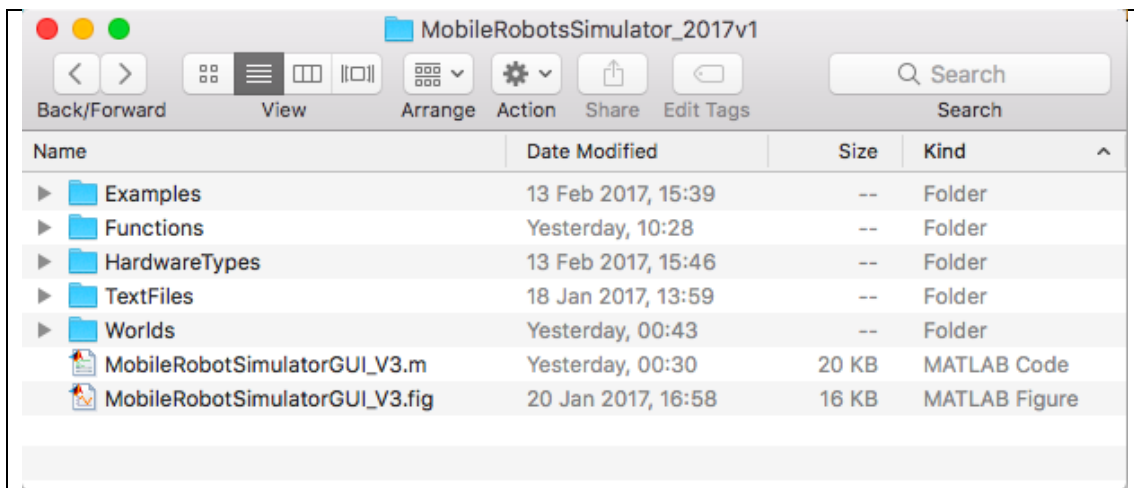 MobileRobotsSimulator_2017v1
Search
Back/Forward View Arrange Action Share Edit Tags Search
Name Date Modified Size Kind
Examples 13 Feb 2017, 15:39 -- Folder
Functions Yesterday, 10:28 -- Folder
HardwareTypes 13 Feb 2017, 15:46 -- Folder
TextFiles 18 Jan 2017, 13:59 -- Folder
Worlds Yesterday, 00:43 -- Folder
MobileRobotSimulatorGUI_V3.m Yesterday, 00:30 20 KB MATLAB Code
MobileRobotSimulatorGUI_V3.fig 20 Jan 2017, 16:58 16 KB MATLAB Figure